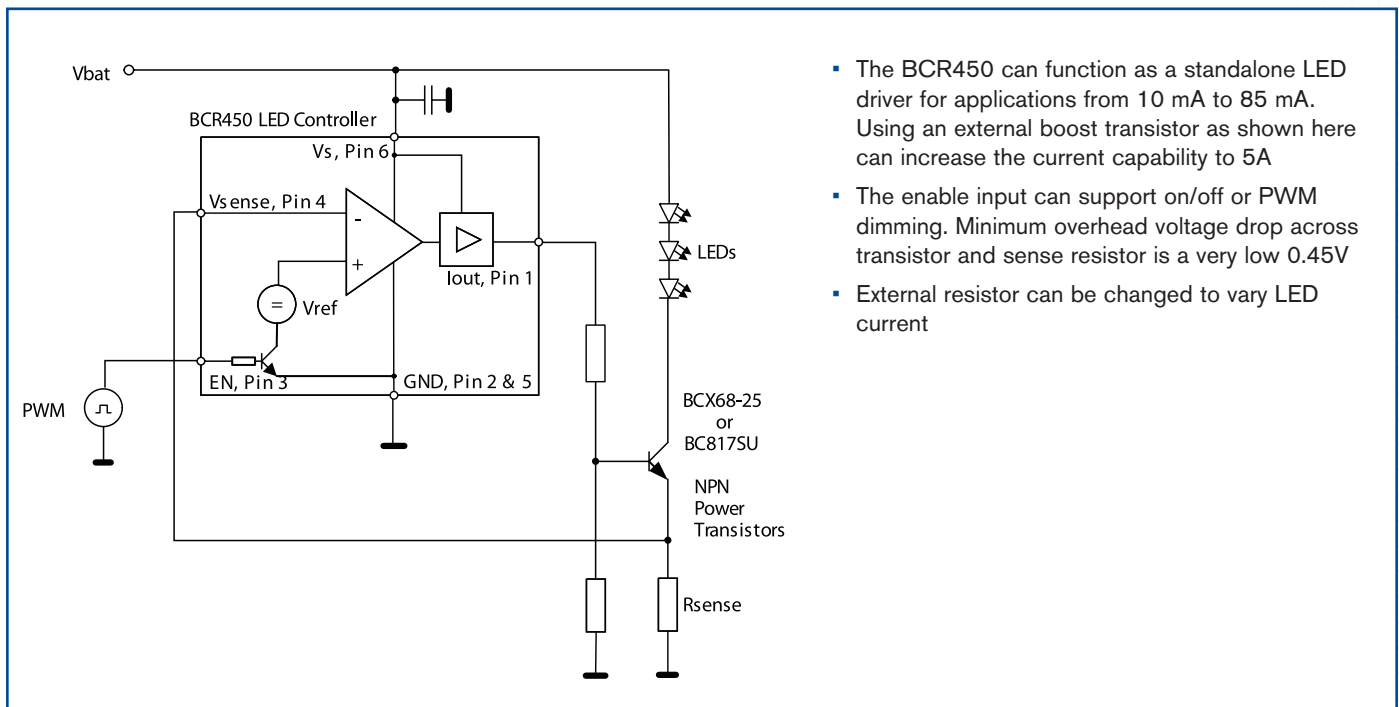 Vbat
BCR450 LED Controller
Vs, Pin 6
Vsense, Pin 4
-
+
=
Vref
Iout, Pin 1
EN, Pin 3
GND, Pin 2 & 5
PWM
LEDs
BCX68-25
or
BC817SU
NPN
Power
Transistors
Rsense
▪ The BCR450 can function as a standalone LED
driver for applications from 10 mA to 85 mA.
Using an external boost transistor as shown here
can increase the current capability to 5A
▪ The enable input can support on/off or PWM
dimming. Minimum overhead voltage drop across
transistor and sense resistor is a very low 0.45V
▪ External resistor can be changed to vary LED
current